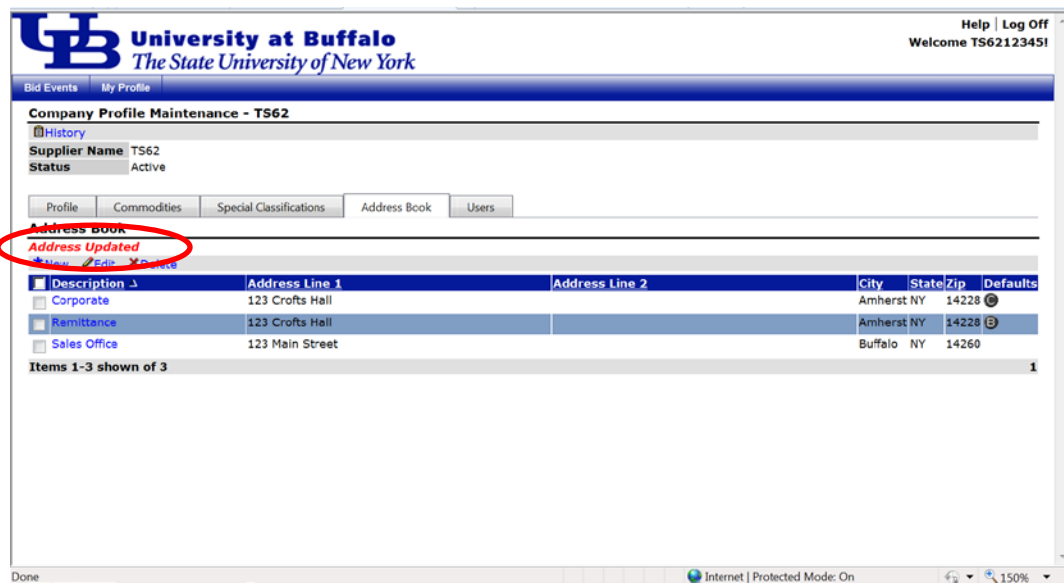 Help | Log Off
UB University at Buffalo
Welcome TS6212345!
The State University of New York
Bid Events My Profile
Company Profile Maintenance - TS62
History
Supplier Name TS62
Status Active
Profile Commodities Special Classifications Address Book Users
Address Book
Address Updated
New Edit Delete
Description Address Line 1 Address Line 2 City State Zip Defaults
Corporate 123 Crofts Hall Amherst NY 14228 C
Remittance 123 Crofts Hall Amherst NY 14228 B
Sales Office 123 Main Street Buffalo NY 14260
Items 1-3 shown of 3 1
Done Internet | Protected Mode: On 150%